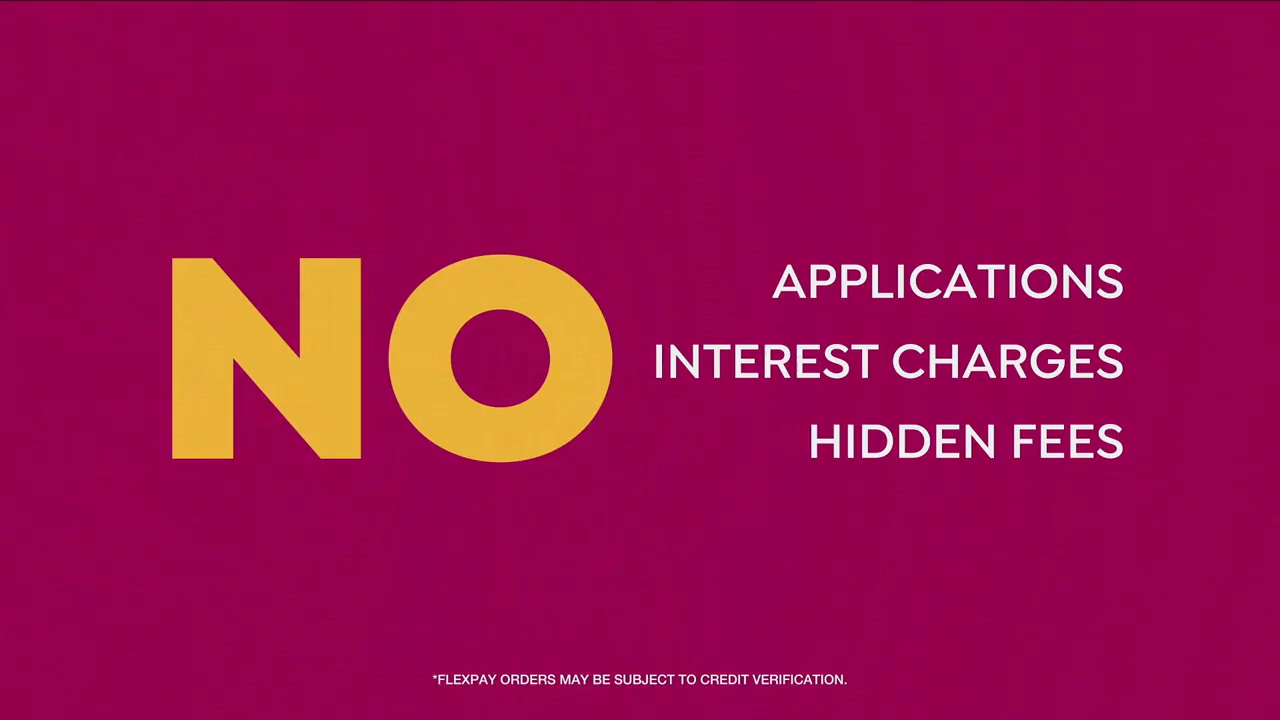 NO
APPLICATIONS
INTEREST CHARGES
HIDDEN FEES
*FLEXPAY ORDERS MAY BE SUBJECT TO CREDIT VERIFICATION.